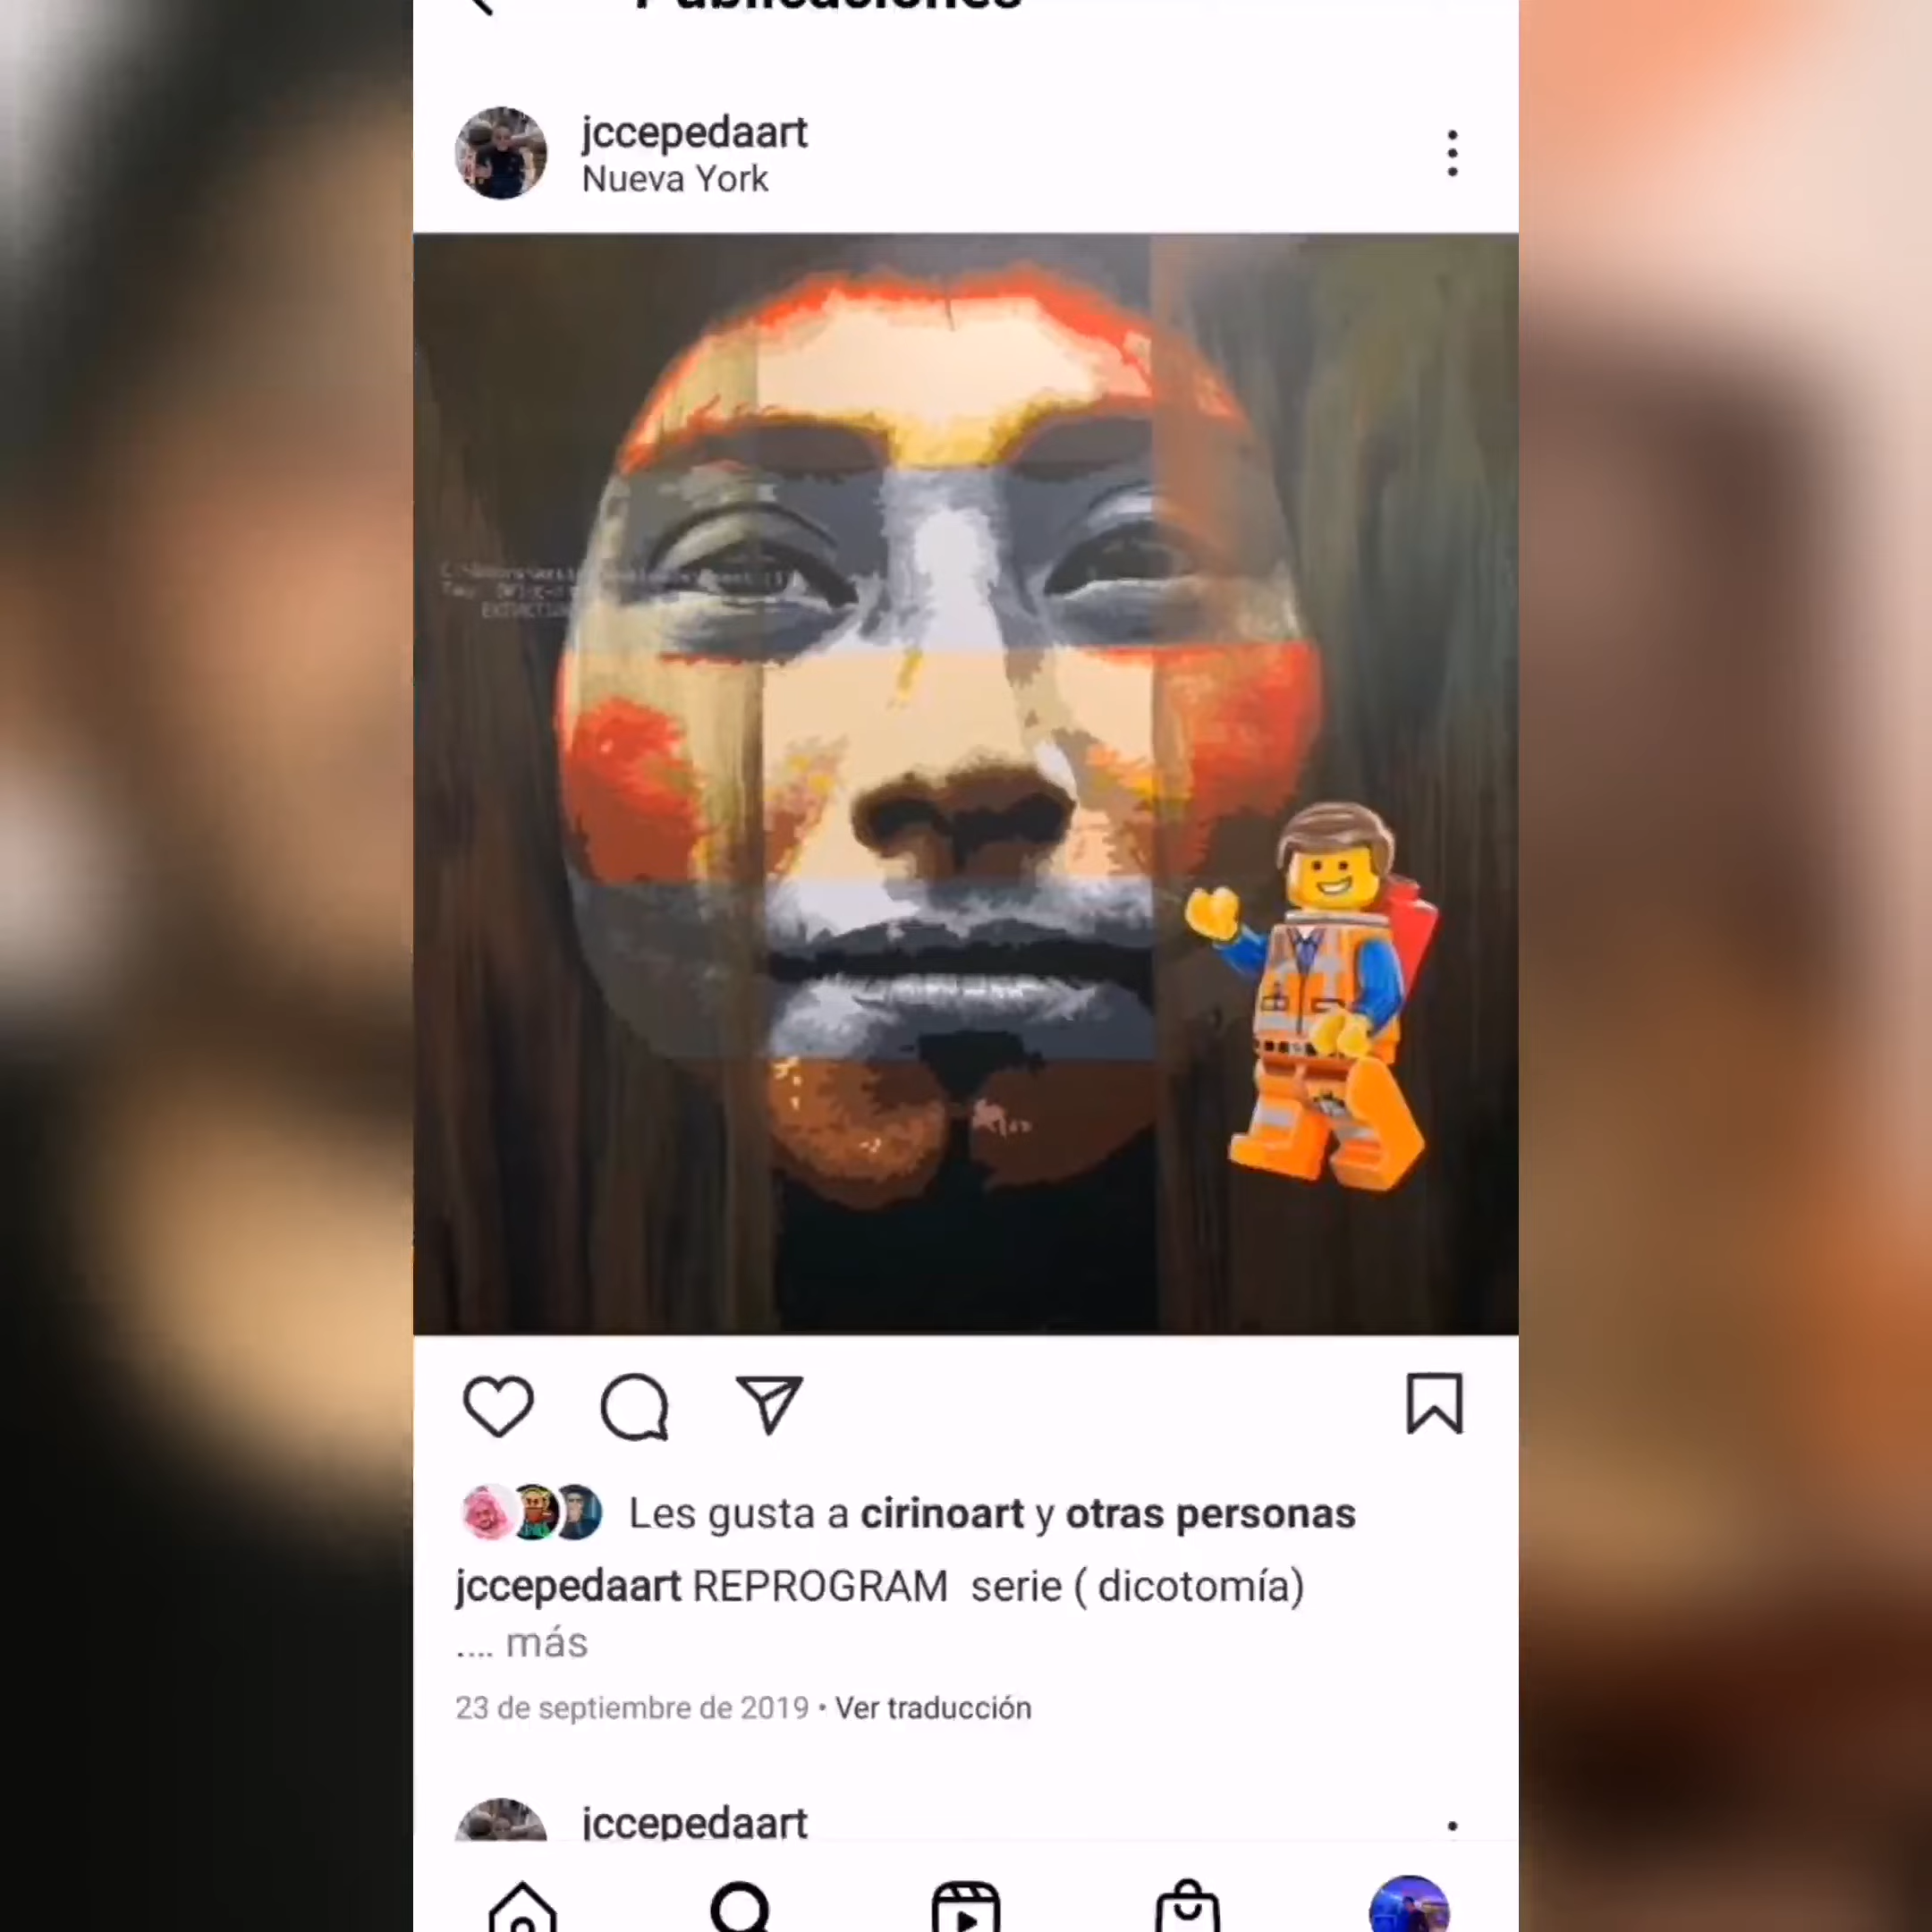 Publicaciones
jccepedaart
Nueva York
Les gusta a cirinoart y otras personas
jccepedaart REPROGRAM serie ( dicotomía)
.... más
23 de septiembre de 2019 • Ver traducción
jccepedaart